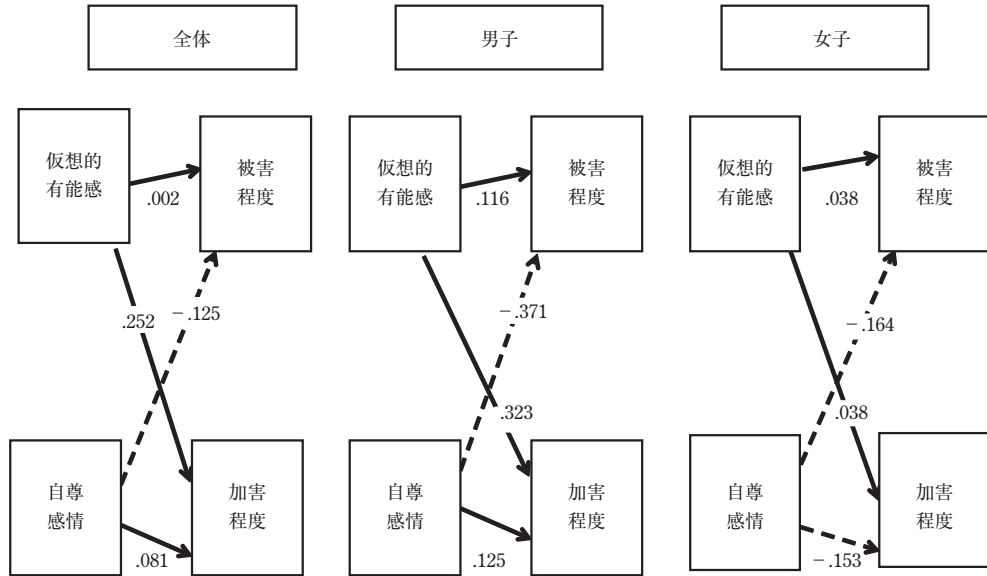 全体
男子
女子
仮想的
有能感
被害
程度
.002
仮想的
有能感
被害
程度
.116
仮想的
有能感
被害
程度
.038
.252
－.125
－.371
.323
－.164
.038
自尊
感情
加害
程度
.081
自尊
感情
加害
程度
.125
自尊
感情
加害
程度
－.153